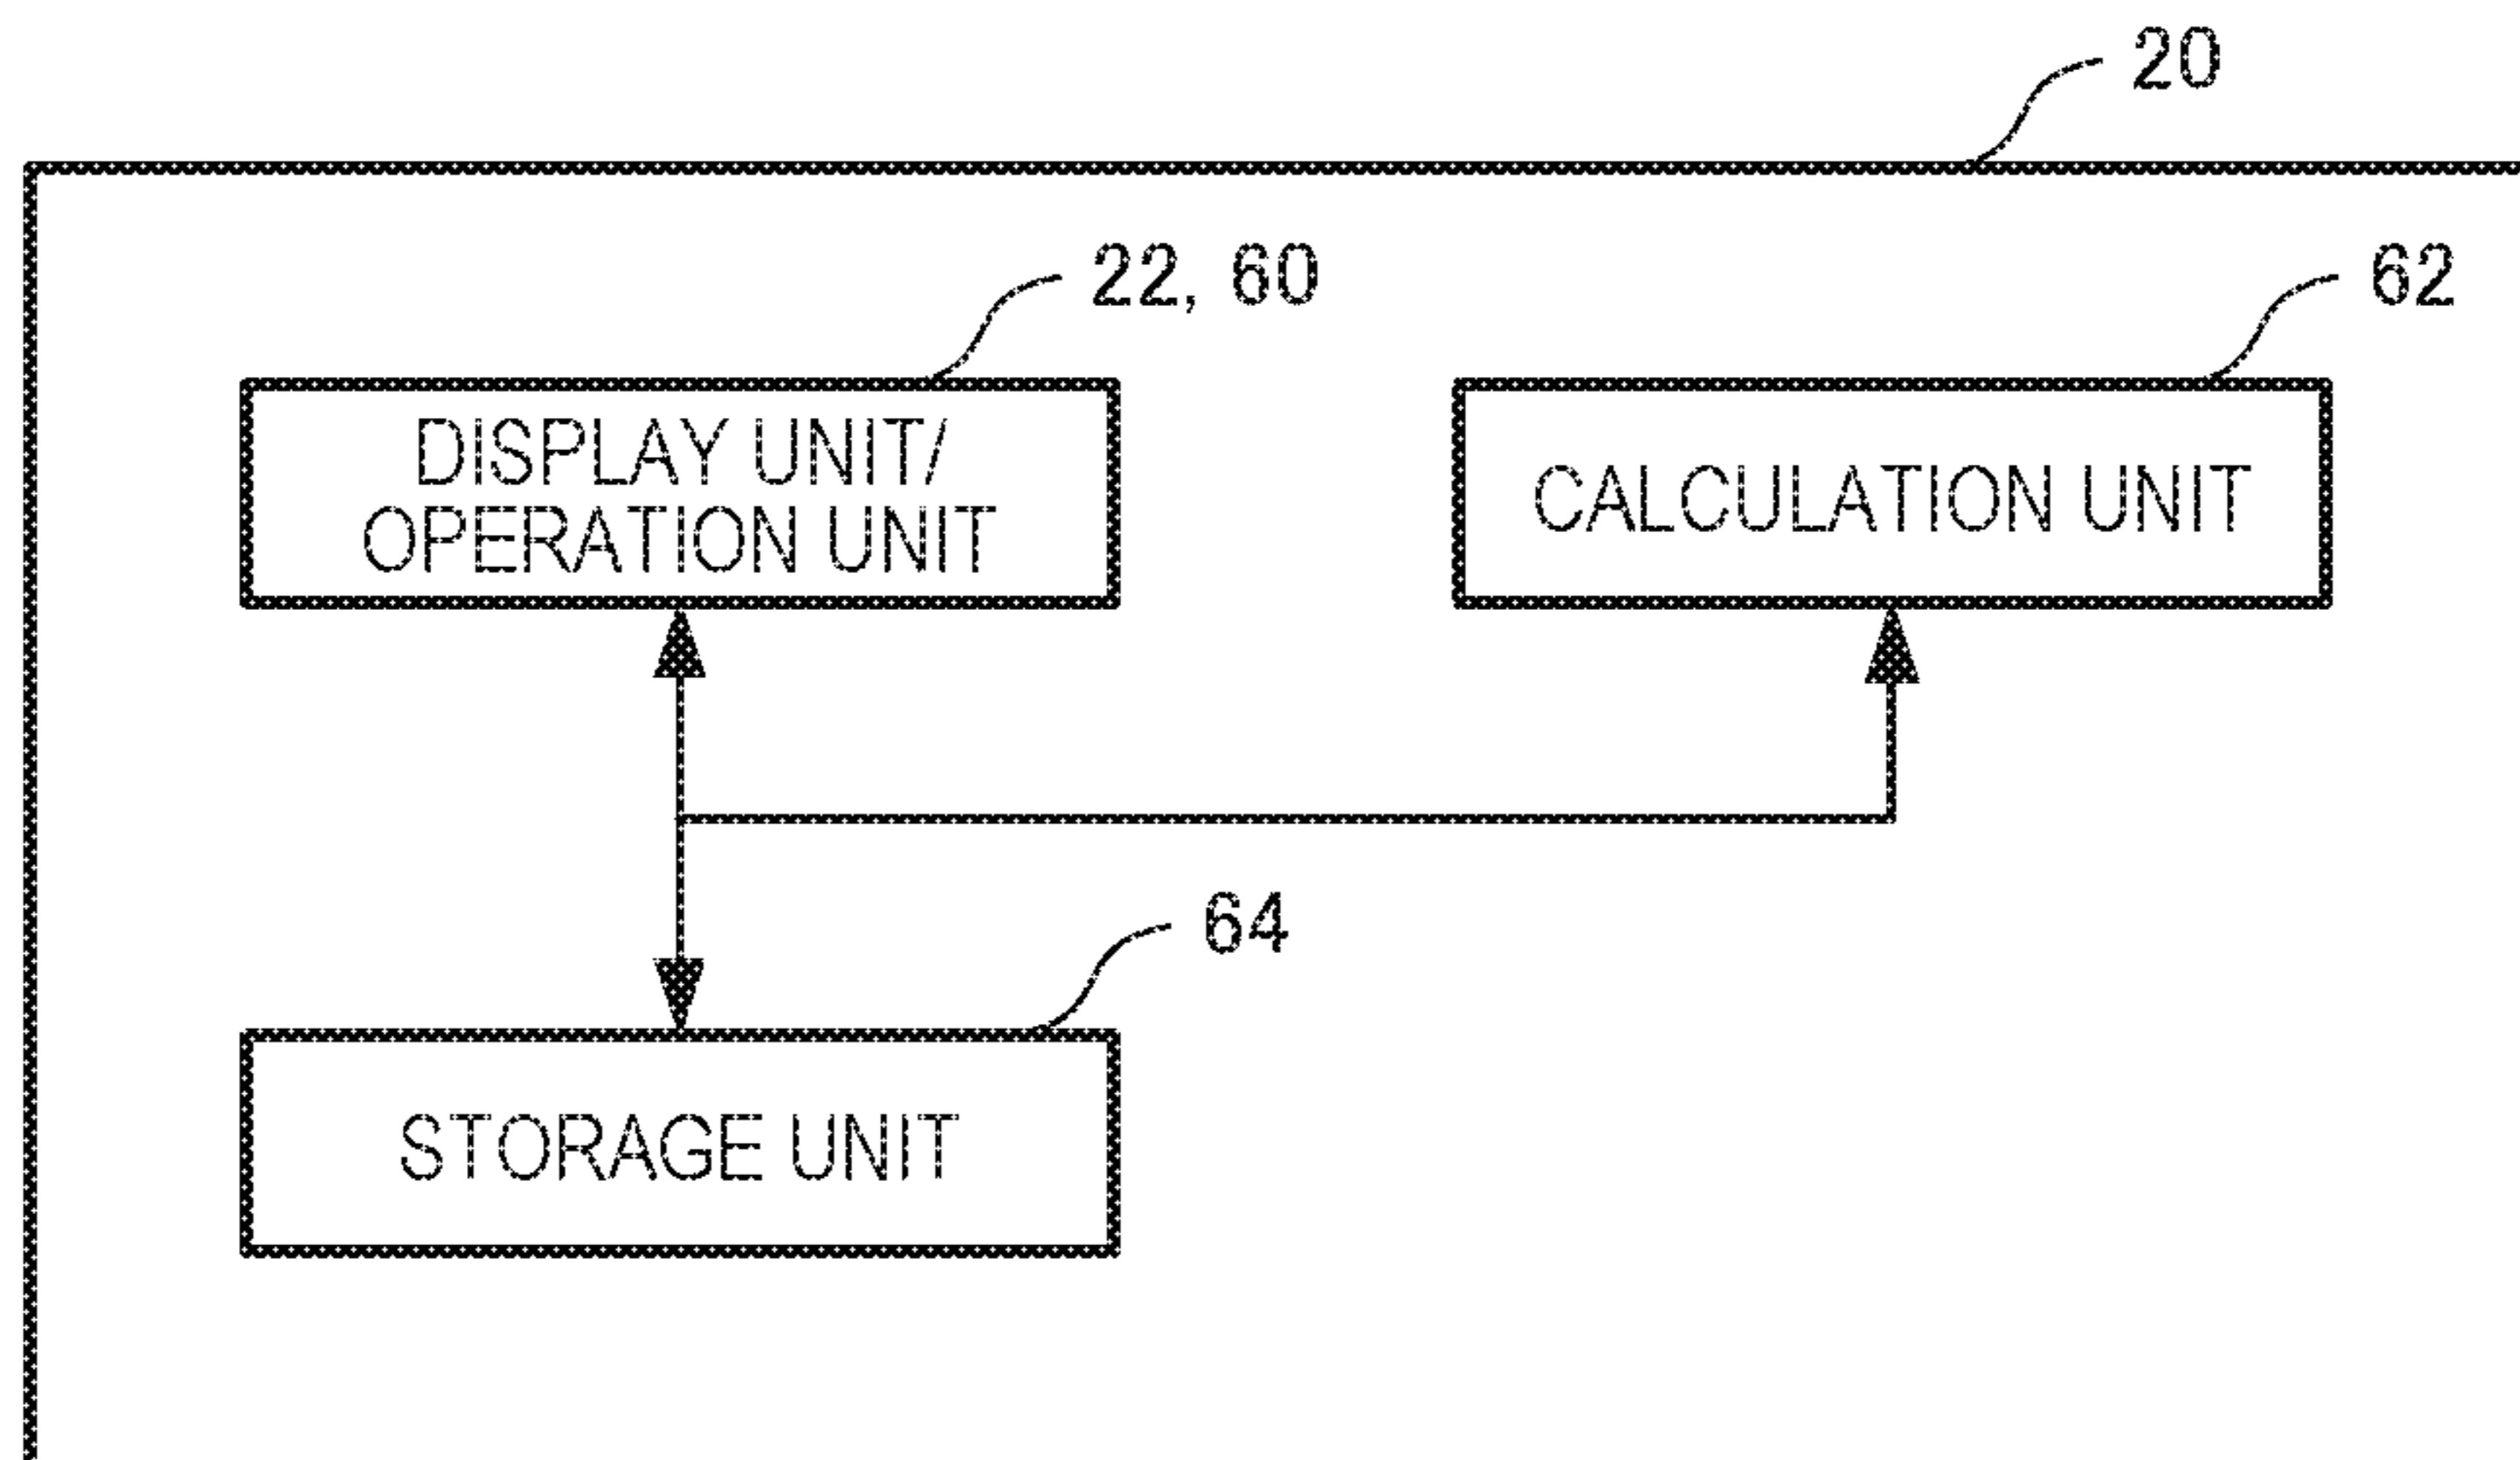 20
22, 60
62
DISPLAY UNIT/
OPERATION UNIT
CALCULATION UNIT
64
STORAGE UNIT